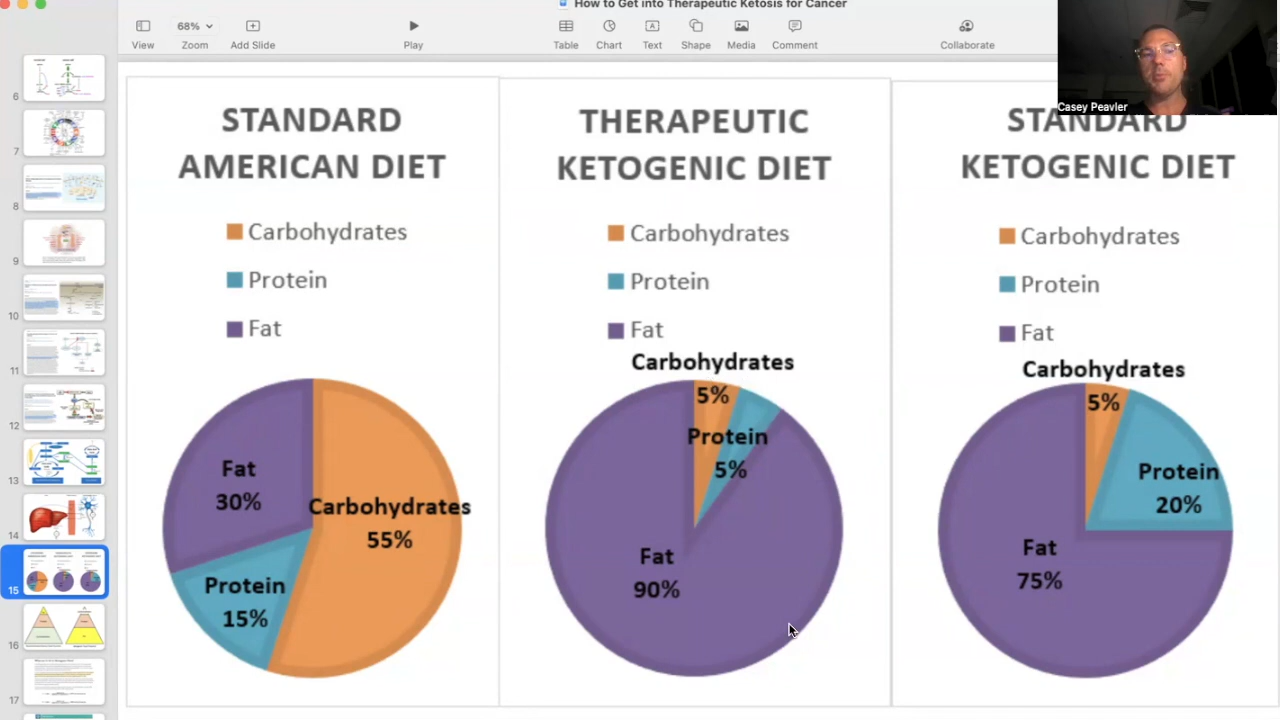 How to Get into Therapeutic Ketosis for Cancer
68%
View
Zoom
Add Slide
Play
Table
Chart
Text
Shape
Media
Comment
Collaborate
Casey Peavler
6
7
8
9
10
11
12
13
14
15
16
17
STANDARD
AMERICAN DIET
Carbohydrates
Protein
Fat
Fat
30%
Carbohydrates
55%
Protein
15%
THERAPEUTIC
KETOGENIC DIET
Carbohydrates
Protein
Fat
Carbohydrates
5%
Protein
5%
Fat
90%
STANDARD
KETOGENIC DIET
Carbohydrates
Protein
Fat
Carbohydrates
5%
Protein
20%
Fat
75%